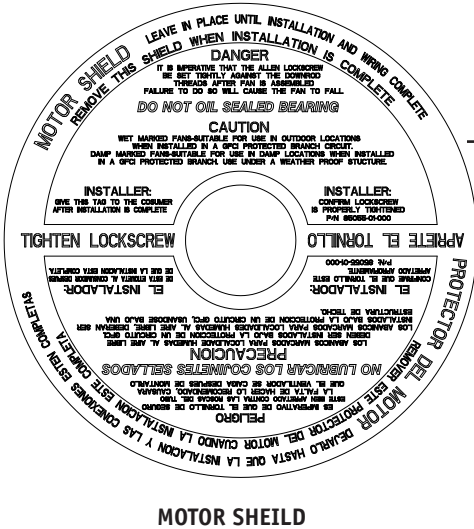 LEAVE IN PLACE UNTIL INSTALLATION AND WIRING COMPLETE
MOTOR SHIELD
REMOVE THIS SHIELD WHEN INSTALLATION IS COMPLETE
DANGER
IT IS IMPERATIVE THAT THE ALLEN LOCKSCREW
BE SET TIGHTLY AGAINST THE DOWNROD
THREADS AFTER FAN IS ASSEMBLED
FAILURE TO DO SO WILL CAUSE THE FAN TO FALL
DO NOT OIL SEALED BEARING
CAUTION
WET MARKED FANS-SUITABLE FOR USE IN OUTDOOR LOCATIONS
WHEN INSTALLED IN A GFCI PROTECTED BRANCH CIRCUIT.
DAMP MARKED FANS-SUITABLE FOR USE IN DAMP LOCATIONS WHEN INSTALLED
IN A GFCI PROTECTED BRANCH. USE UNDER A WEATHER PROOF STUCTURE.
INSTALLER:
GIVE THIS TAG TO THE COSUMER
AFTER INSTALLATION IS COMPLETE
INSTALLER:
CONFIRM LOCKSCREW
IS PROPERLY TIGHTENED
P/N 86055-01-000
TIGHTEN LOCKSCREW
APRIETE EL TORNILLO
PROTECTOR DEL MOTOR
DEJARLO HASTA QUE LA INSTALACION Y LAS CONEXIONES ESTEN COMPLETAS
REMOVER ESTE PROTECTOR DEL MOTOR CUANDO LA INSTALACION ESTE COMPLETA
PELIGRO
ES IMPERATIVO DE QUE EL TORNILLO DE SEGURO
ESTE BIEN APRETADO CONTRA LAS ROSCAS DEL TUBO
LA FALTA DE HACER LO RECOMENDADO, CAUSARA
QUE EL VENTILADOR SE CAIGA DESPUES DE MONTARLO
NO LUBRICAR LOS COJINETES SELLADOS
PRECAUCION
LOS ABANICOS MARCADOS PARA LOCALIDADE HUMEDAS AL AIRE LIBRE
DEBEN SER INSTALADOS BAJO LA PROTECCION DE UN CIRCUITO GFCI
LOS ABANICOS MARCADOS PARA LOCALIDADES HUMEDAS AL AIRE LIBRE, DEBERAN SER
INSTALADOS BAJO LA PROTECCION DE UN CIRCUITO GFCI, USANDOSE BAJO UNA
ESTRUCTURA DE TECHO.
EL INSTALADOR:
CONFIRME QUE EL TORNILLO ESTE
APRETADO APROPIAMENTE
P/N: 86055-01-000
EL INSTALADOR:
DE ESTA ETIQUETA AL CONSUMIDOR DESPUES
DE QUE LA INSTALACION ESTA COMPLETA
MOTOR SHEILD